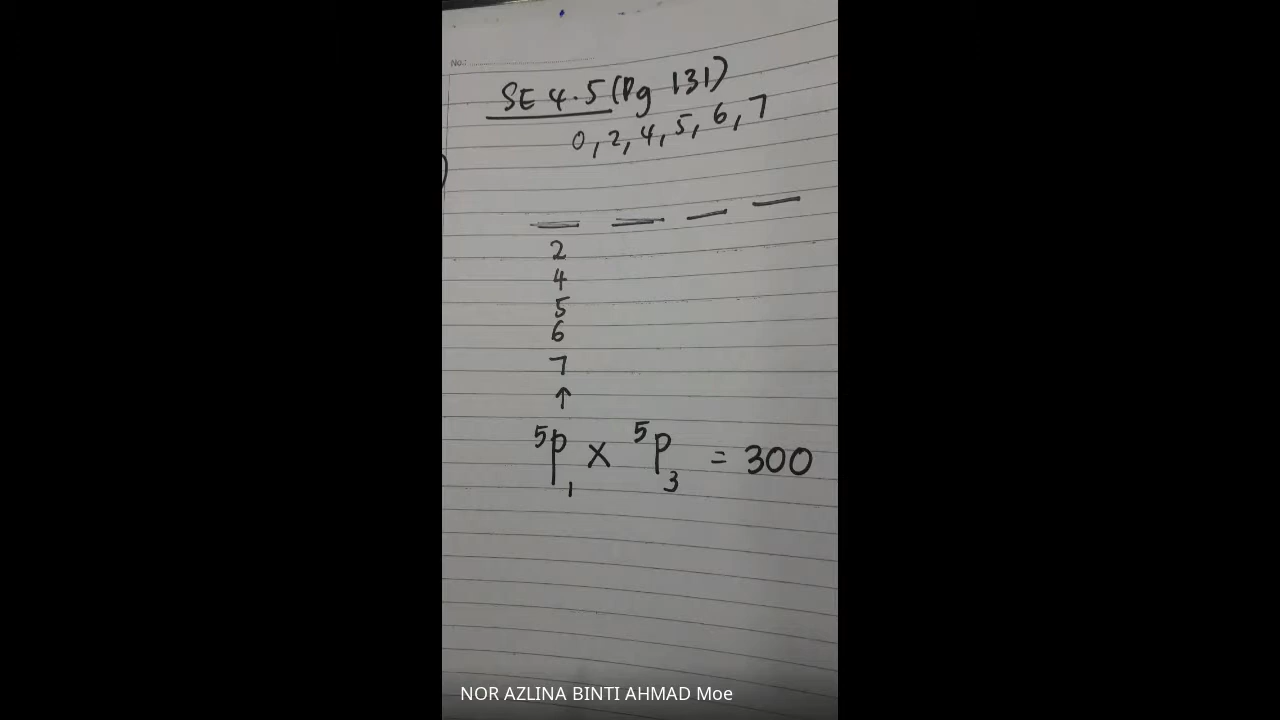 No.:
SE 4.5 (Pg 131)
0, 2, 4, 5, 6, 7
2
4
5
6
7
↑
⁵P₁ × ⁵P₃ = 300
NOR AZLINA BINTI AHMAD Moe